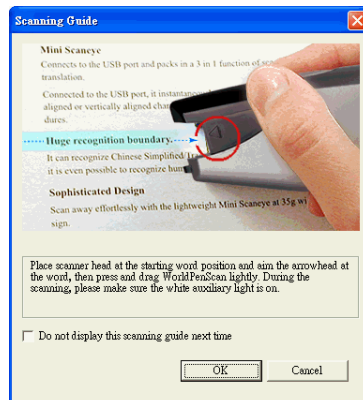 Scanning Guide
Mini Scaneye
Connects to the USB port and packs in a 3 in 1 function of
translation.
Connected to the USB port, it
aligned or vertically aligned
dures.
Huge recognition boundary.
It can recognize Chinese Simplified
it is even possible to recognize
Sophisticated Design
Scan away effortlessly with the lightweight Mini Scaneye at 35g
sign.
Place scanner head at the starting word position and aim the arrowhead at
the word, then press and drag WorldPenScan lightly. During the
scanning, please make sure the white auxiliary light is on.
Do not display this scanning guide next time
OK
Cancel